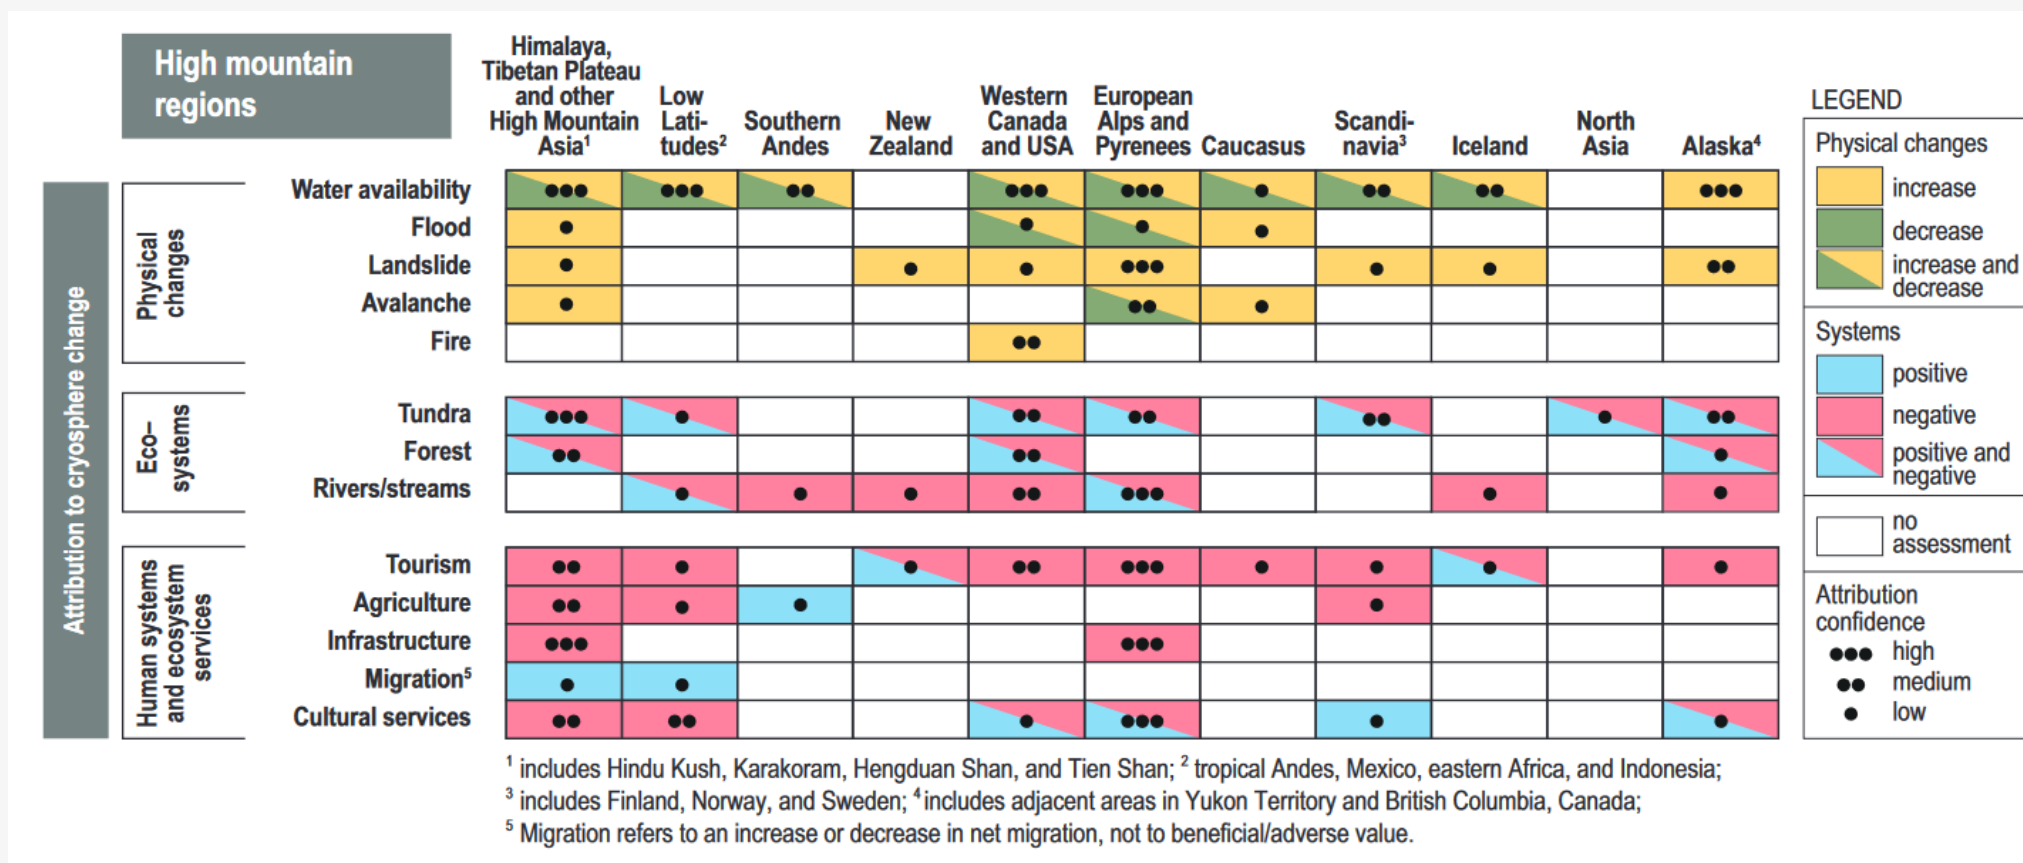 High mountain
regions
Himalaya,
Tibetan Plateau
and other
High Mountain
Asia¹
Low
Lati-
tudes²
Southern
Andes
New
Zealand
Western
Canada
and USA
European
Alps and
Pyrenees
Caucasus
Scandi-
navia³
Iceland
North
Asia
Alaska⁴
Attribution to cryosphere change
Physical
changes
Water availability
Flood
Landslide
Avalanche
Fire
Eco–
systems
Tundra
Forest
Rivers/streams
Human systems
and ecosystem
services
Tourism
Agriculture
Infrastructure
Migration⁵
Cultural services
LEGEND
Physical changes
increase
decrease
increase and
decrease
Systems
positive
negative
positive and
negative
no
assessment
Attribution
confidence
high
medium
low
¹ includes Hindu Kush, Karakoram, Hengduan Shan, and Tien Shan; ² tropical Andes, Mexico, eastern Africa, and Indonesia;
³ includes Finland, Norway, and Sweden; ⁴ includes adjacent areas in Yukon Territory and British Columbia, Canada;
⁵ Migration refers to an increase or decrease in net migration, not to beneficial/adverse value.